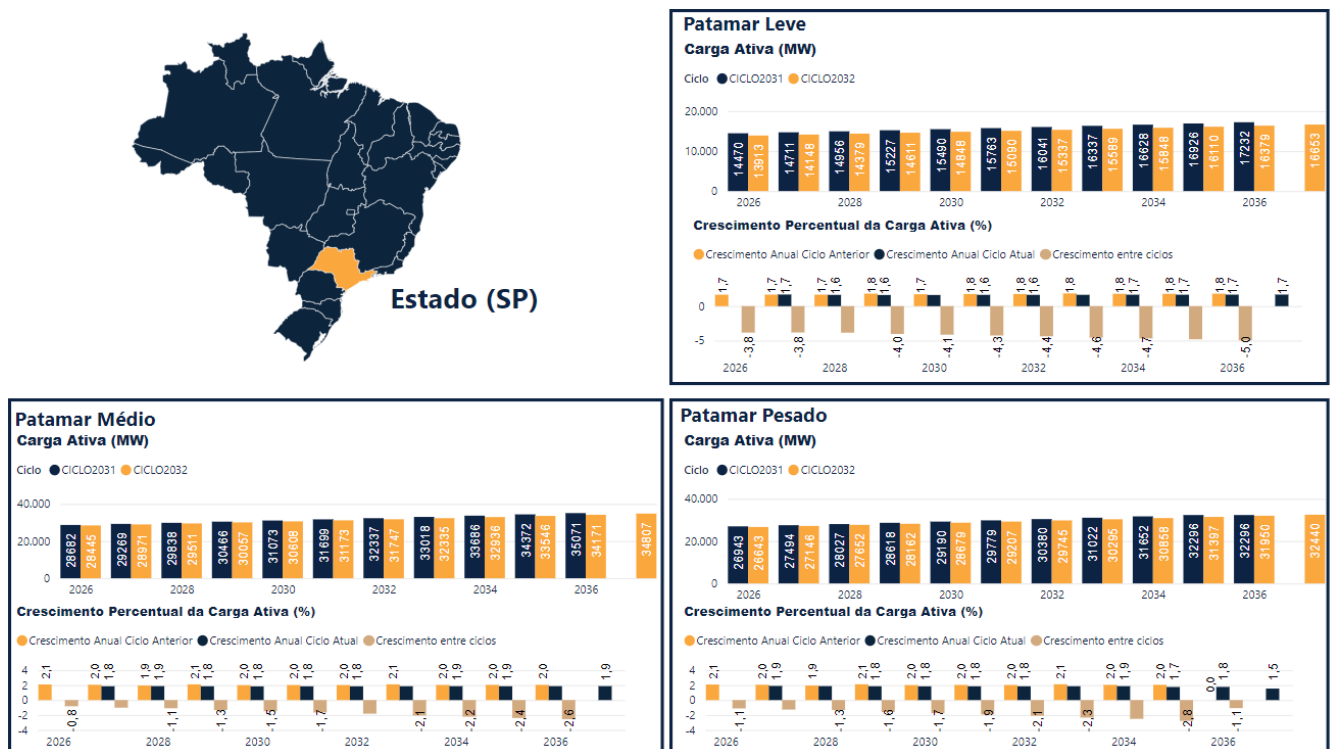 Estado (SP)
Patamar Leve
Carga Ativa (MW)
Ciclo CICLO2031 CICLO2032
20.000
10.000
0
14470 13913 14711 14148 14956 14379 15227 14611 15490 14848 15763 15090 16041 15337 16337 15589 16628 15848 16926 16110 17232 16379 16653
2026 2028 2030 2032 2034 2036
Crescimento Percentual da Carga Ativa (%)
Crescimento Anual Ciclo Anterior Crescimento Anual Ciclo Atual Crescimento entre ciclos
1,7 1,7 1,7 1,7 1,6 1,8 1,6 1,7 1,8 1,6 1,8 1,6 1,8 1,8 1,7 1,8 1,7 1,8 1,7 1,7
0
-5
-3,8 -3,8 -4,0 -4,1 -4,3 -4,4 -4,6 -4,7 -5,0
2026 2028 2030 2032 2034 2036
Patamar Médio
Carga Ativa (MW)
Ciclo CICLO2031 CICLO2032
40.000
20.000
0
28682 28445 29269 28971 29838 29511 30466 30057 31073 30608 31699 31173 32337 31747 33018 32335 33686 32936 34372 33546 35071 34171 34807
2026 2028 2030 2032 2034 2036
Crescimento Percentual da Carga Ativa (%)
Crescimento Anual Ciclo Anterior Crescimento Anual Ciclo Atual Crescimento entre ciclos
2,1 2,0 1,8 1,9 1,9 2,1 1,8 2,0 1,8 2,0 1,8 2,0 1,8 2,1 2,0 1,9 2,0 1,9 2,0 1,9
4
2
0
-2
-4
-0,8 -1,1 -1,3 -1,5 -1,7 -2,1 -2,2 -2,4 -2,6
2026 2028 2030 2032 2034 2036
Patamar Pesado
Carga Ativa (MW)
Ciclo CICLO2031 CICLO2032
40.000
20.000
0
26943 26643 27494 27146 28027 27652 28618 28162 29190 28679 29779 29207 30380 29745 31022 30295 31652 30858 32296 31397 32296 31950 32440
2026 2028 2030 2032 2034 2036
Crescimento Percentual da Carga Ativa (%)
Crescimento Anual Ciclo Anterior Crescimento Anual Ciclo Atual Crescimento entre ciclos
2,1 2,0 1,9 1,9 2,1 1,8 2,0 1,8 2,0 1,8 2,0 1,8 2,1 2,0 1,9 2,0 1,7 0,0 1,8 1,5
4
2
0
-2
-4
-1,1 -1,3 -1,6 -1,7 -1,9 -2,1 -2,3 -2,8 -1,1
2026 2028 2030 2032 2034 2036